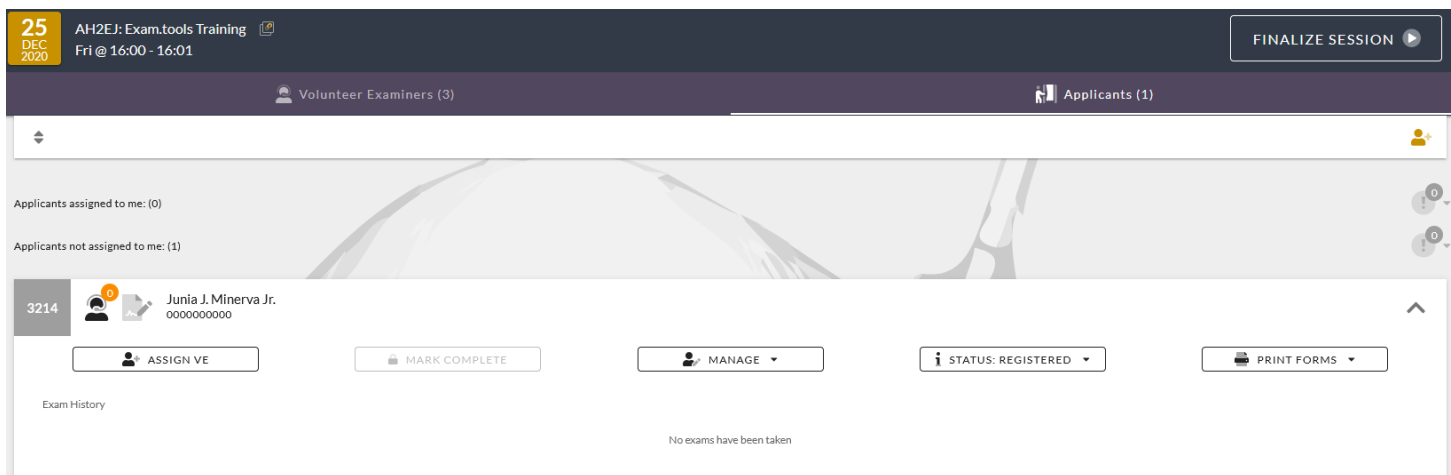 25
DEC
2020
AH2EJ: Exam.tools Training
Fri @ 16:00 - 16:01
FINALIZE SESSION
Volunteer Examiners (3)
Applicants (1)
Applicants assigned to me: (0)
0
Applicants not assigned to me: (1)
0
3214
0
Junia J. Minerva Jr.
0000000000
ASSIGN VE
MARK COMPLETE
MANAGE
STATUS: REGISTERED
PRINT FORMS
Exam History
No exams have been taken